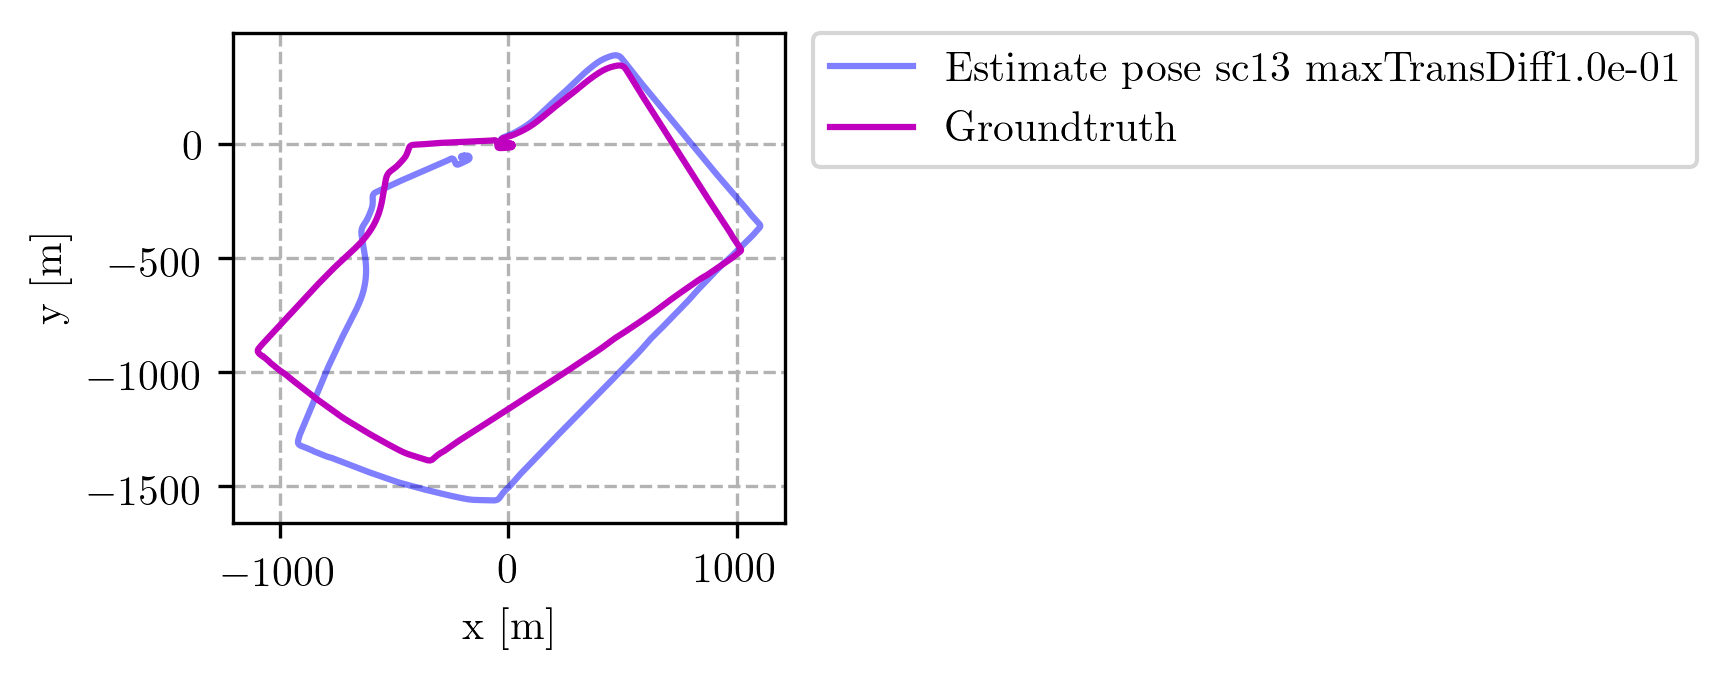 Estimate pose sc13 maxTransDiff1.0e-01
Groundtruth
0
−500
−1000
−1500
y [m]
−1000
0
1000
x [m]